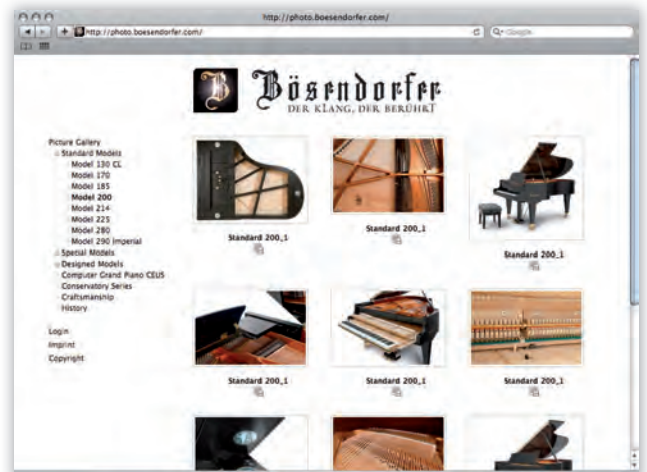 http://photo.boesendorfer.com/
http://photo.boesendorfer.com/
Google
B Bösendorfer
DER KLANG, DER BERÜHRT
Picture Gallery
Standard Models
Model 130 CL
Model 170
Model 185
Model 200
Model 214
Model 225
Model 280
Model 290 Imperial
Special Models
Designed Models
Computer Grand Piano CEUS
Conservatory Series
Craftsmanship
History
Login
Imprint
Copyright
Standard 200_1
Standard 200_1
Standard 200_1
Standard 200_1
Standard 200_1
Standard 200_1